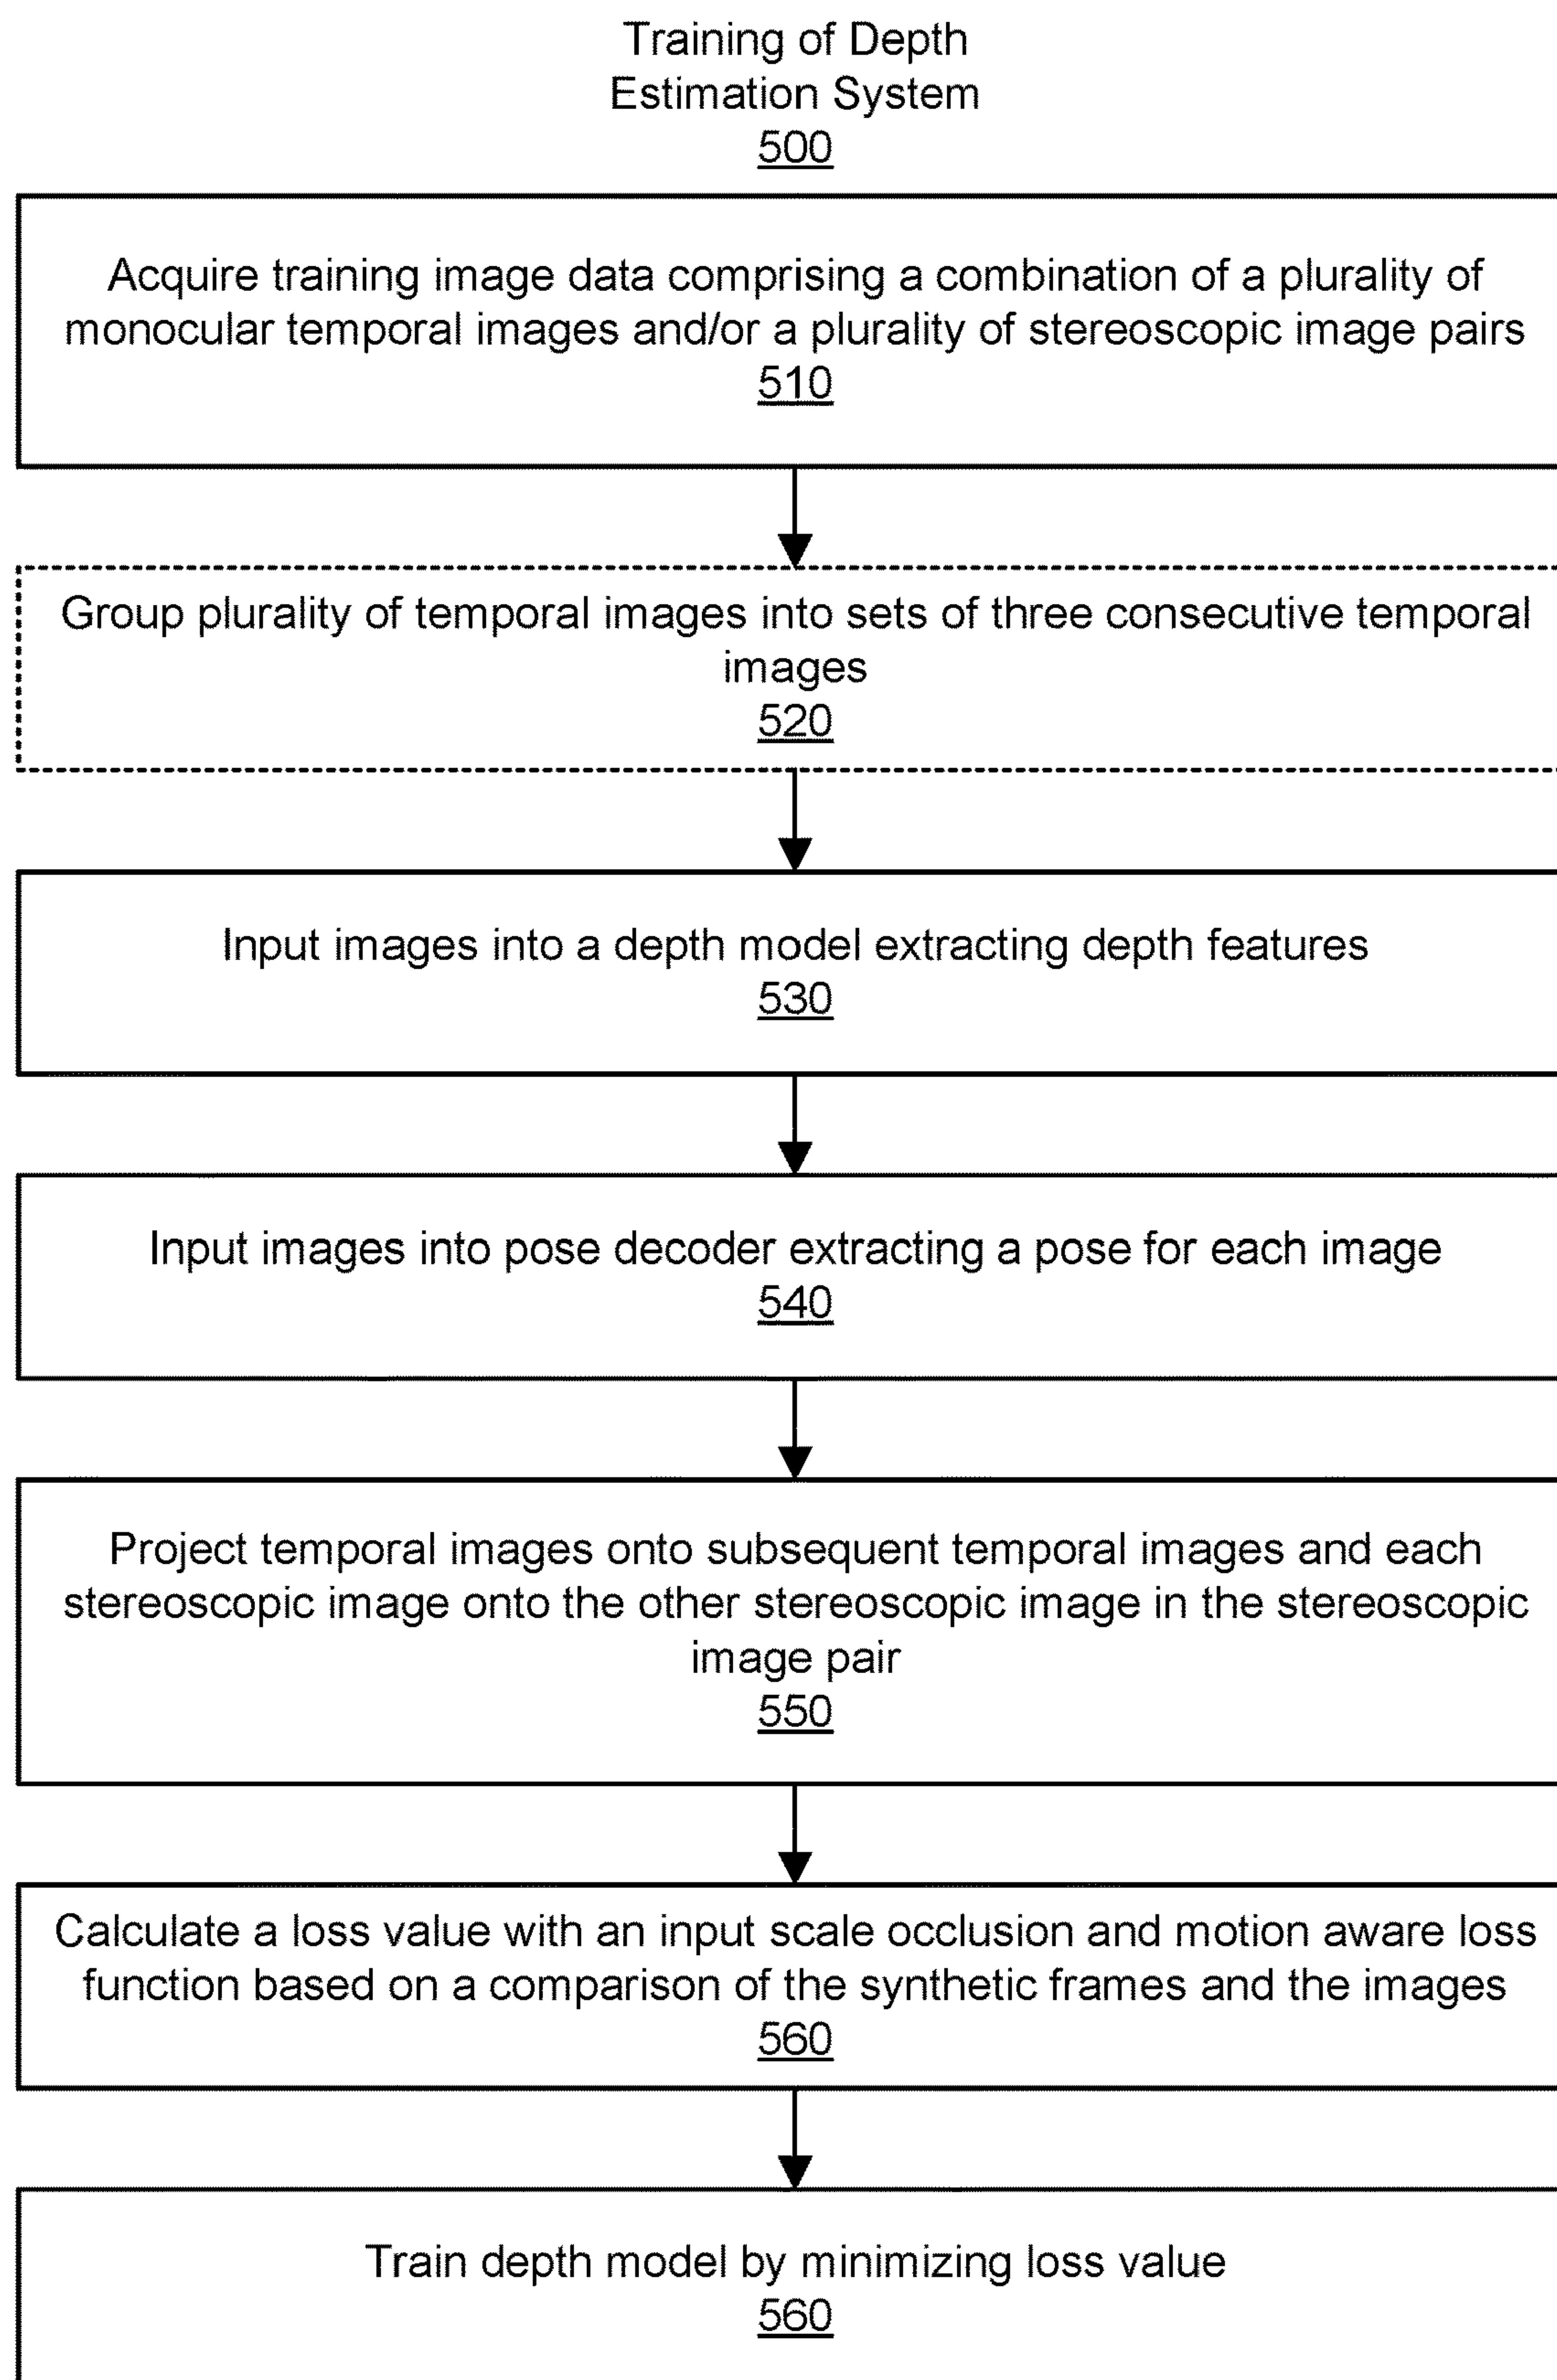 Training of Depth
Estimation System
500
Acquire training image data comprising a combination of a plurality of
monocular temporal images and/or a plurality of stereoscopic image pairs
510
Group plurality of temporal images into sets of three consecutive temporal
images
520
Input images into a depth model extracting depth features
530
Input images into pose decoder extracting a pose for each image
540
Project temporal images onto subsequent temporal images and each
stereoscopic image onto the other stereoscopic image in the stereoscopic
image pair
550
Calculate a loss value with an input scale occlusion and motion aware loss
function based on a comparison of the synthetic frames and the images
560
Train depth model by minimizing loss value
560